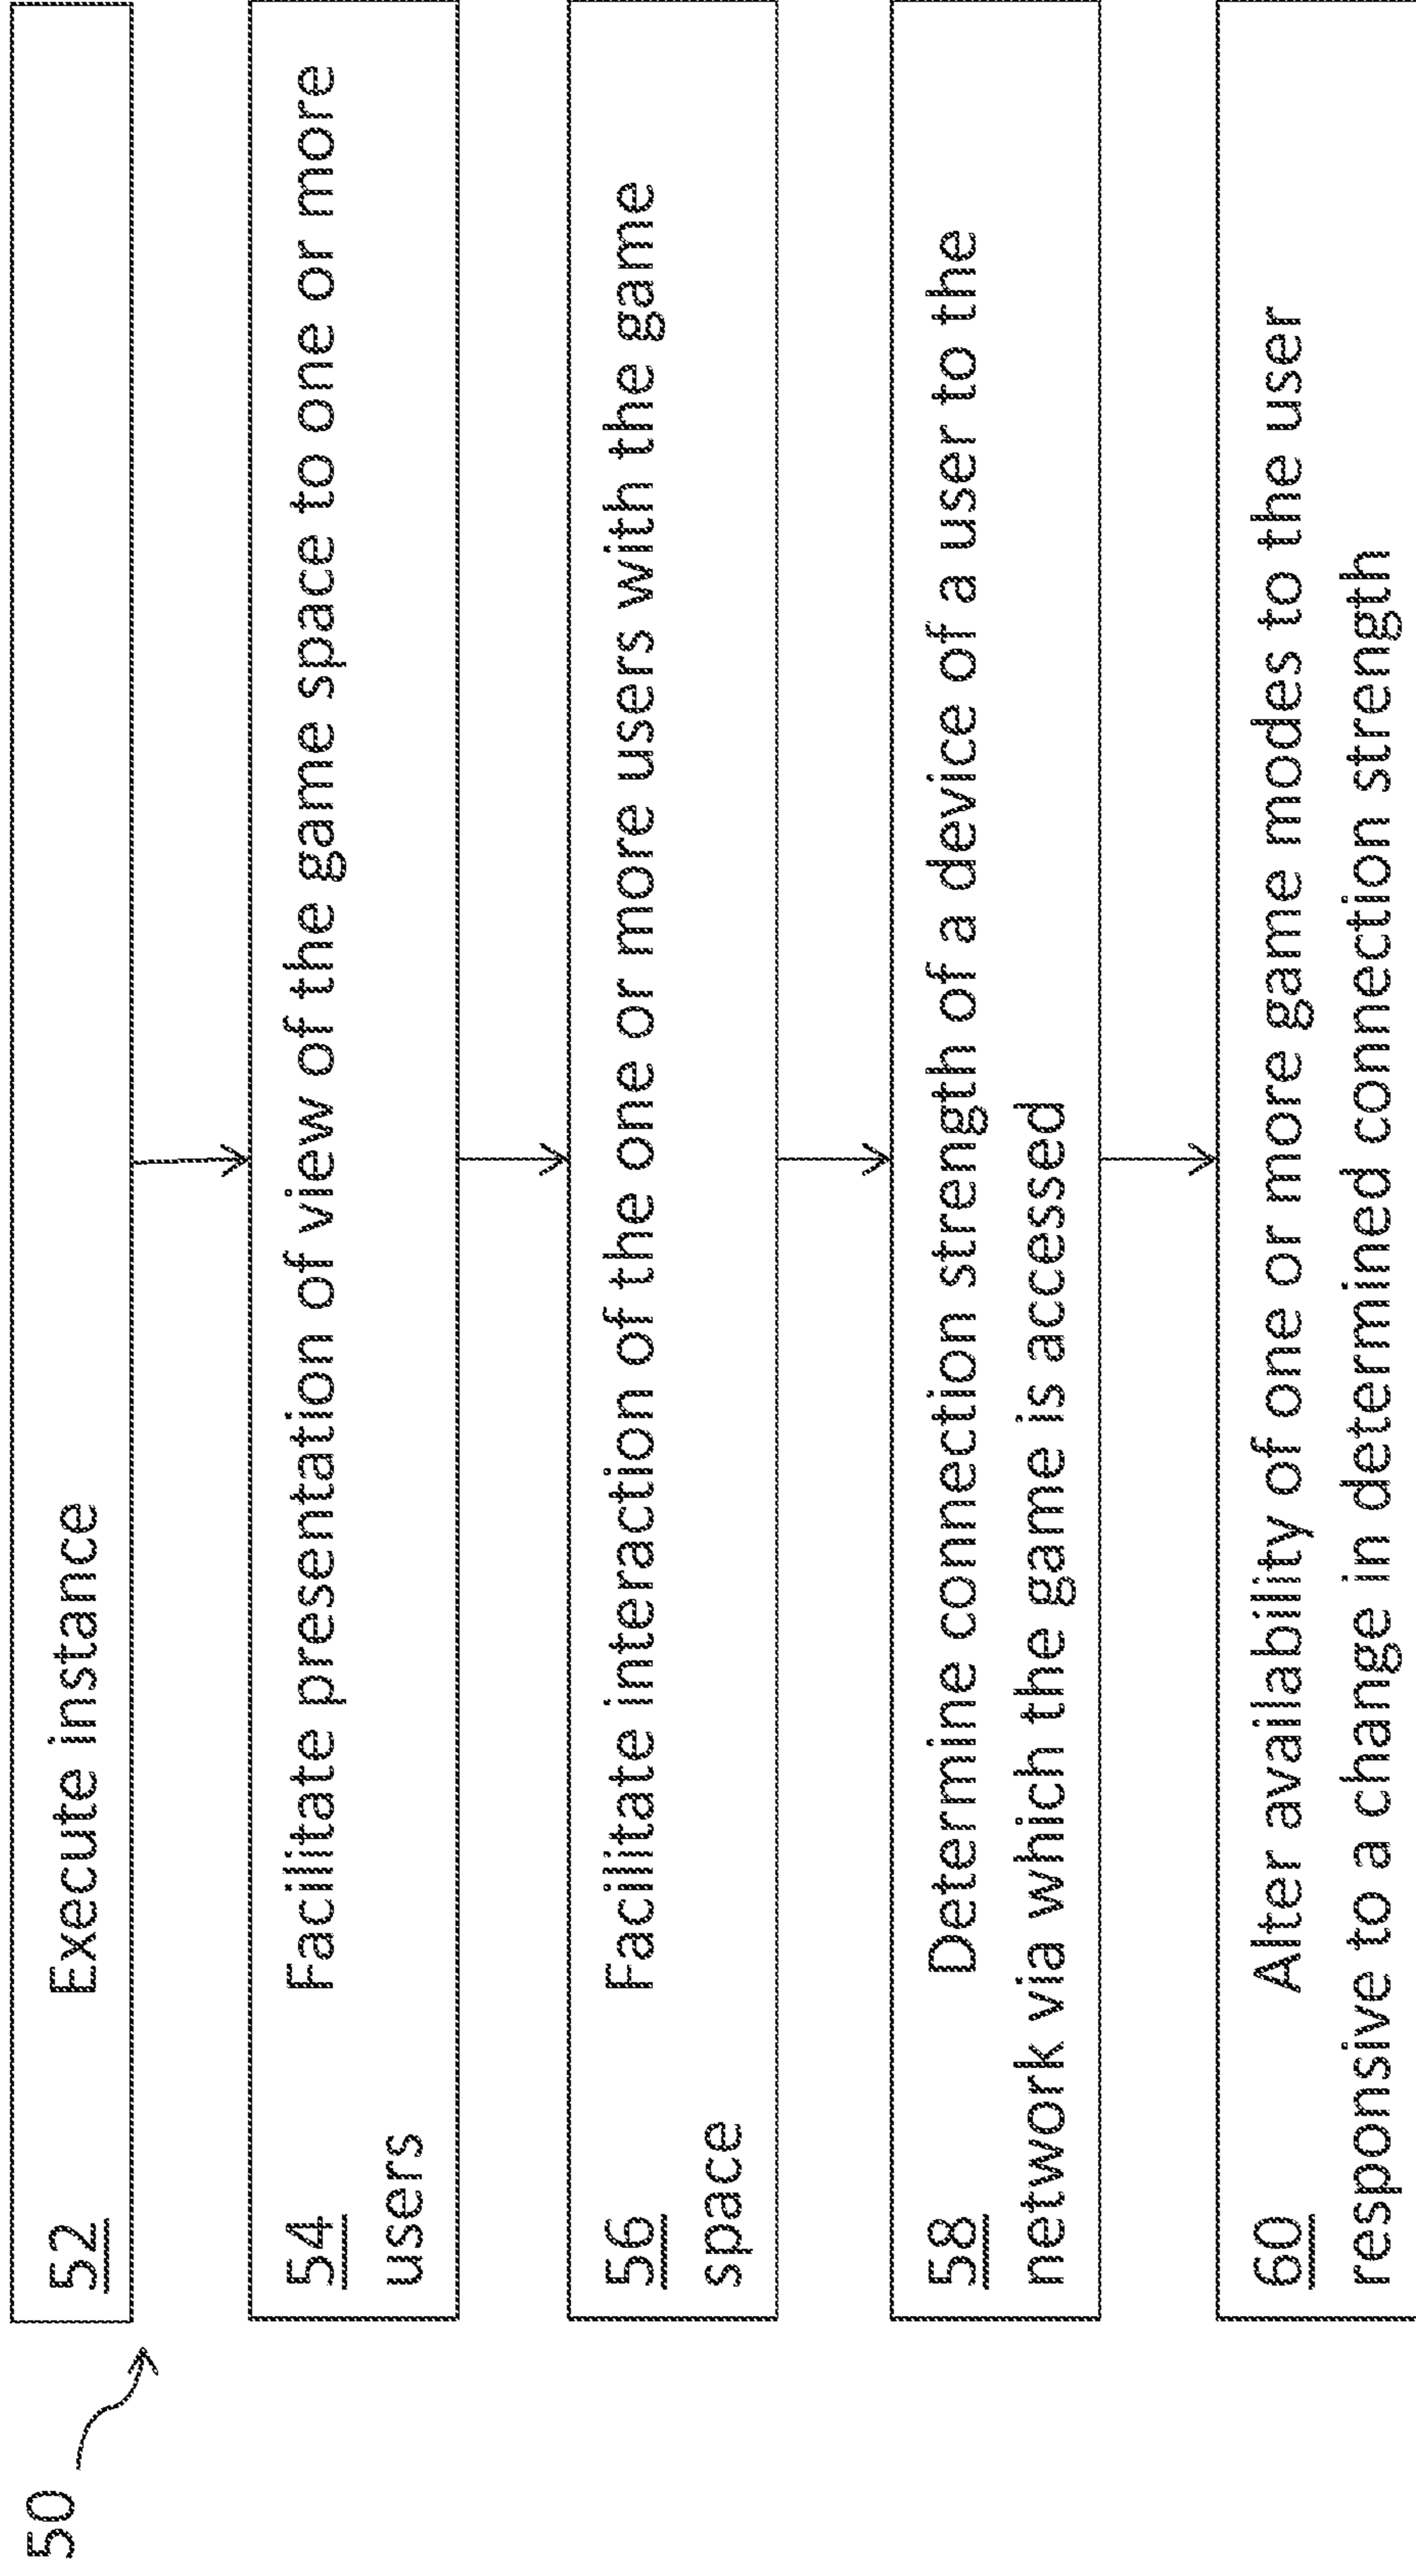 50
52 Execute instance
54 Facilitate presentation of view of the game space to one or more
users
56 Facilitate interaction of the one or more users with the game
space
58 Determine connection strength of a device of a user to the
network via which the game is accessed
60 Alter availability of one or more game modes to the user
responsive to a change in determined connection strength